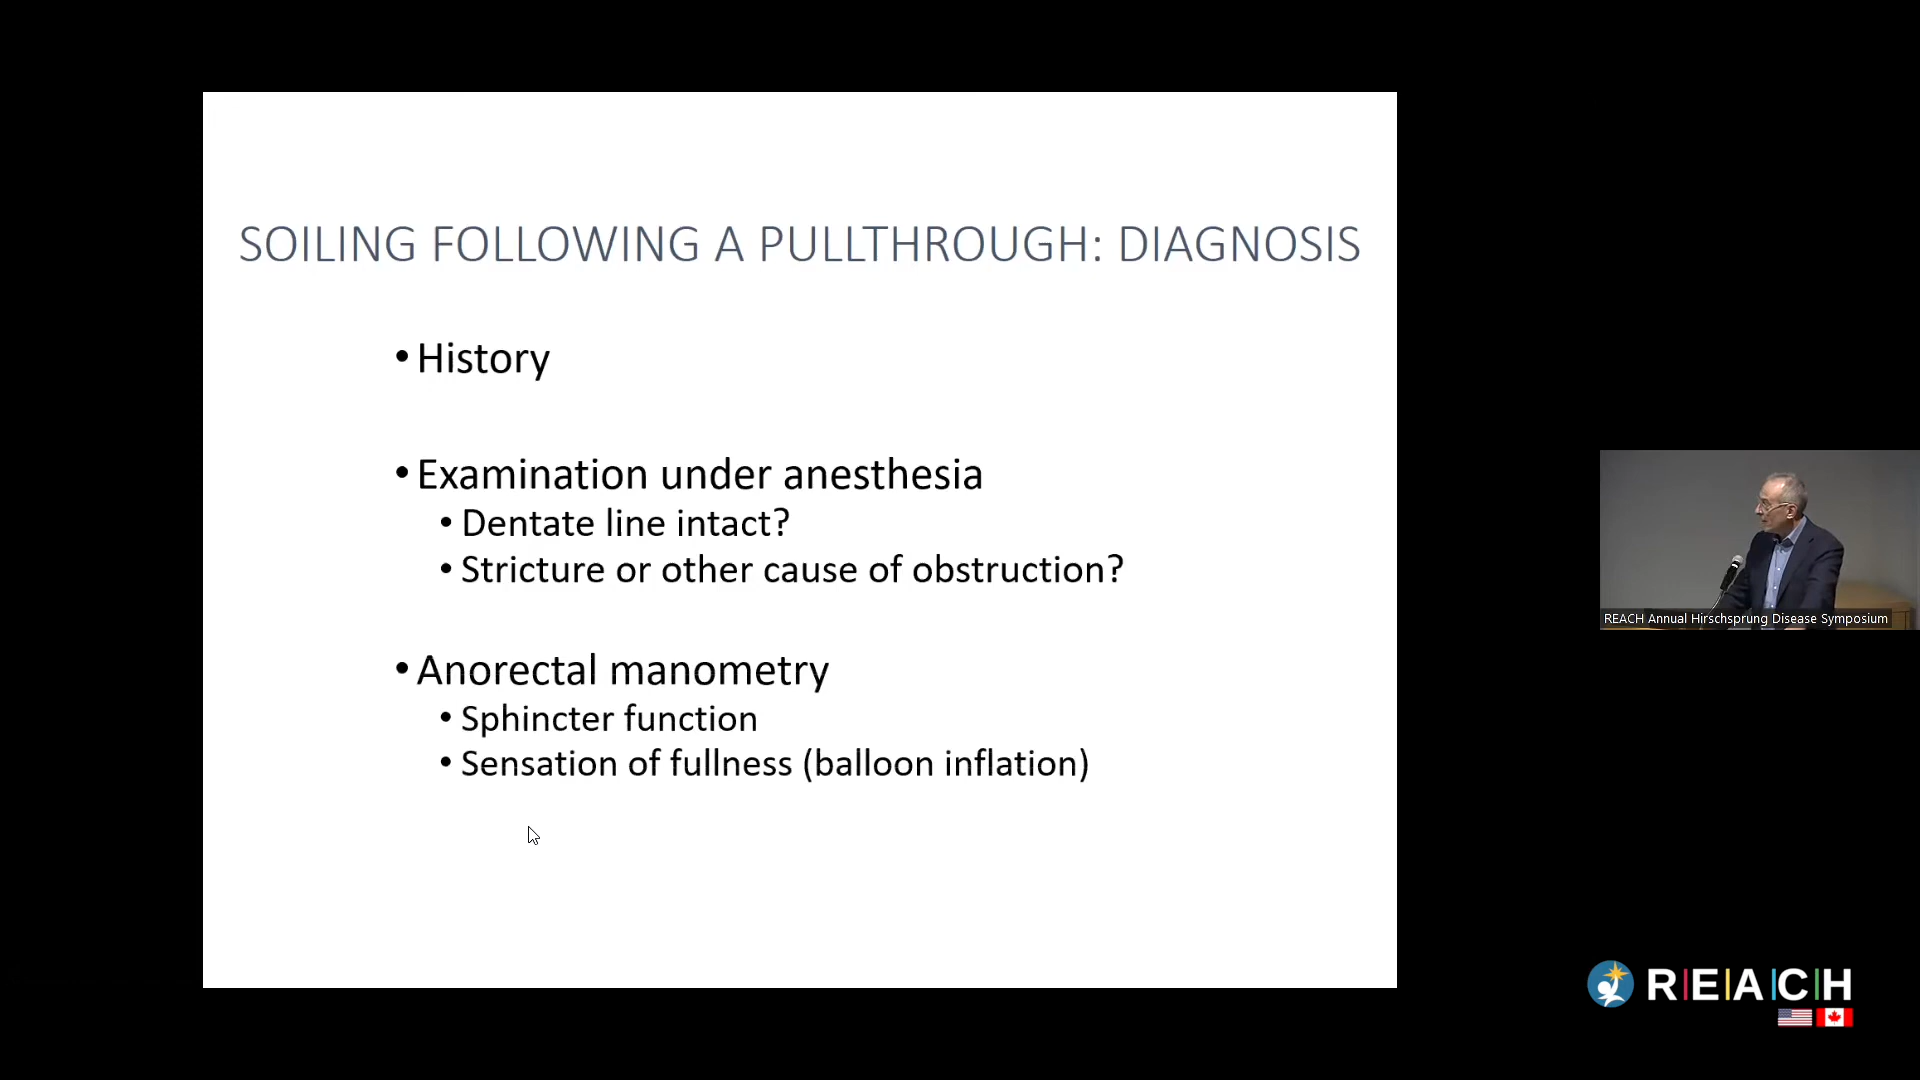 SOILING FOLLOWING A PULLTHROUGH: DIAGNOSIS
• History
• Examination under anesthesia
• Dentate line intact?
• Stricture or other cause of obstruction?
• Anorectal manometry
• Sphincter function
• Sensation of fullness (balloon inflation)
REACH Annual Hirschsprung Disease Symposium
R|E|A|C|H